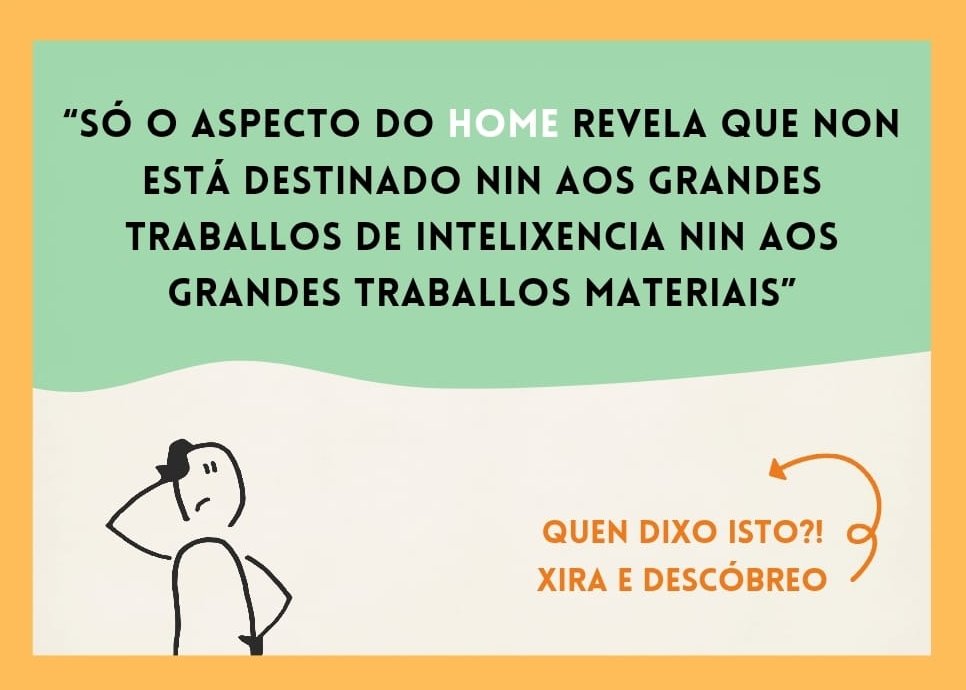 “SÓ O ASPECTO DO HOME REVELA QUE NON
ESTÁ DESTINADO NIN AOS GRANDES
TRABALLOS DE INTELIXENCIA NIN AOS
GRANDES TRABALLOS MATERIAIS”
QUEN DIXO ISTO?!
XIRA E DESCÓBREO